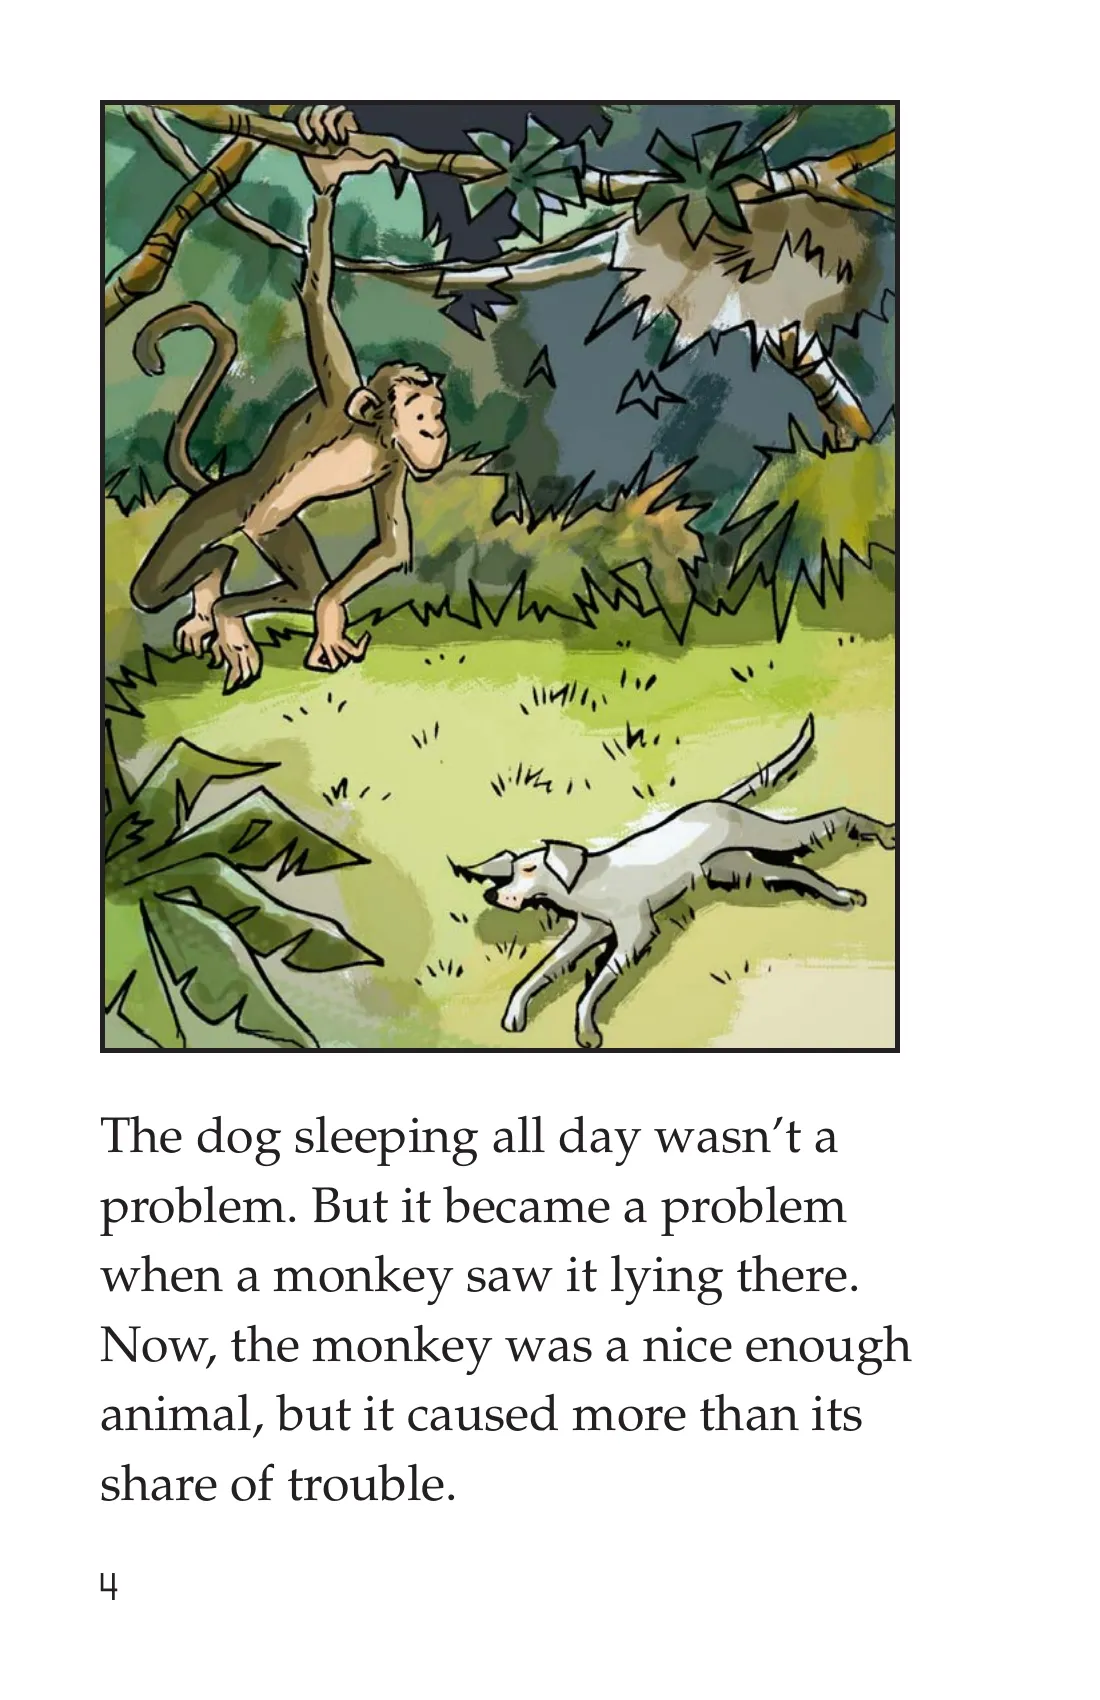 The dog sleeping all day wasn’t a
problem. But it became a problem
when a monkey saw it lying there.
Now, the monkey was a nice enough
animal, but it caused more than its
share of trouble.
4